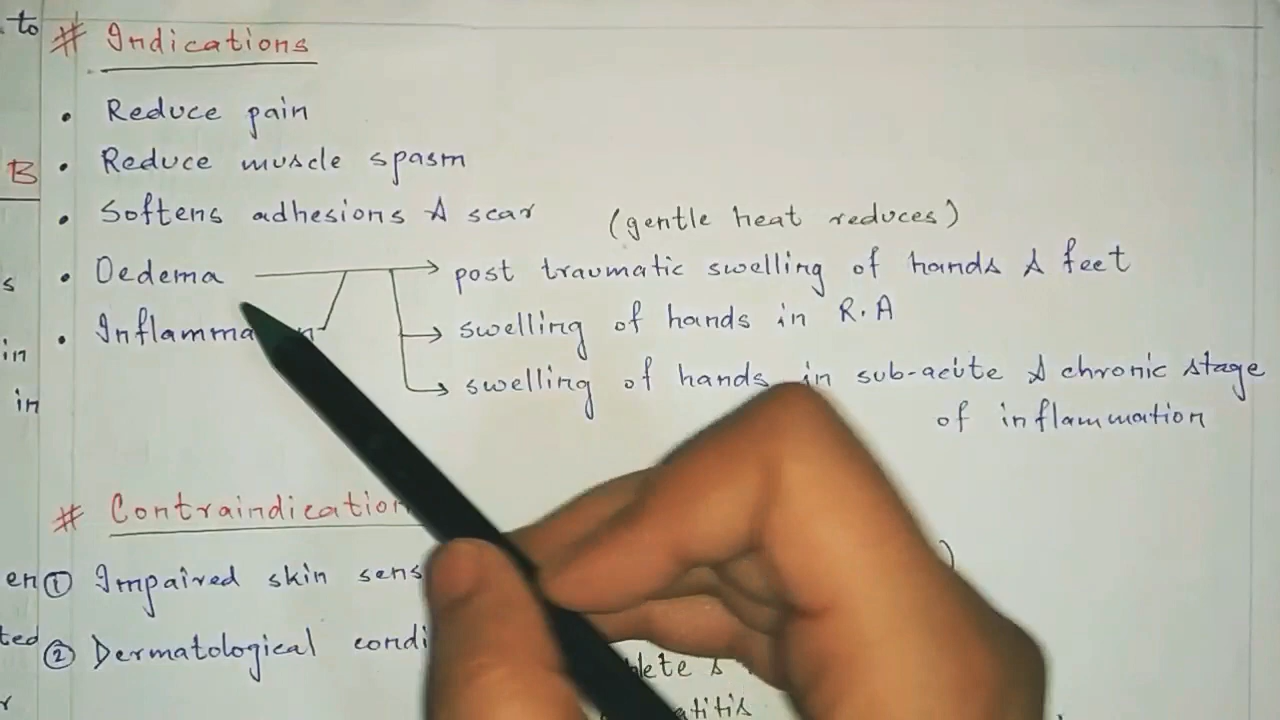 to
# Indications
• Reduce pain
B
• Reduce muscle spasm
• Softens adhesions & scar (gentle heat reduces)
s
• Oedema → post traumatic swelling of hands & feet
in
• Inflamma n → swelling of hands in R.A
in
→ swelling of hands in sub-acute & chronic stage
of inflammation
# Contraindication
en
① Impaired skin sens )
ted
② Dermatological condi
r